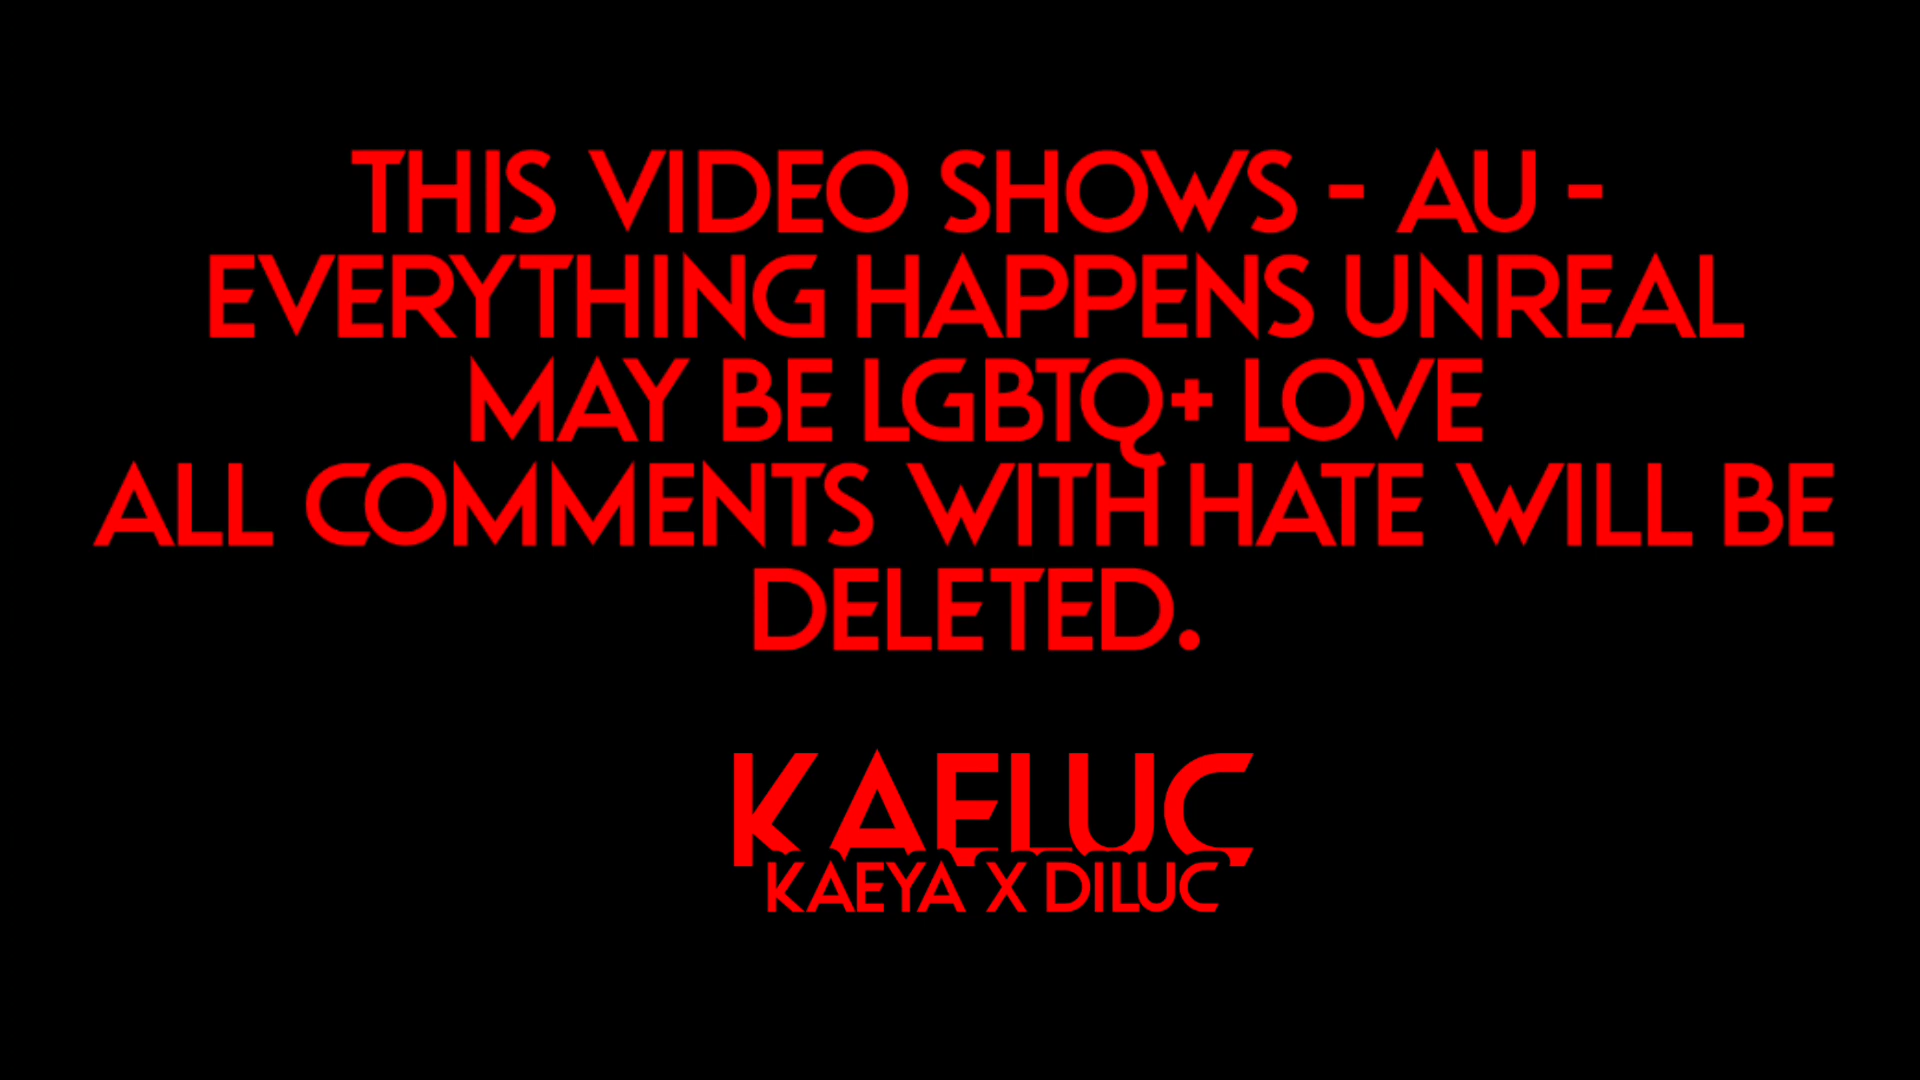 THIS VIDEO SHOWS - AU -
EVERYTHING HAPPENS UNREAL
MAY BE LGBTQ+ LOVE
ALL COMMENTS WITH HATE WILL BE
DELETED.
KAELUC
KAEYA X DILUC